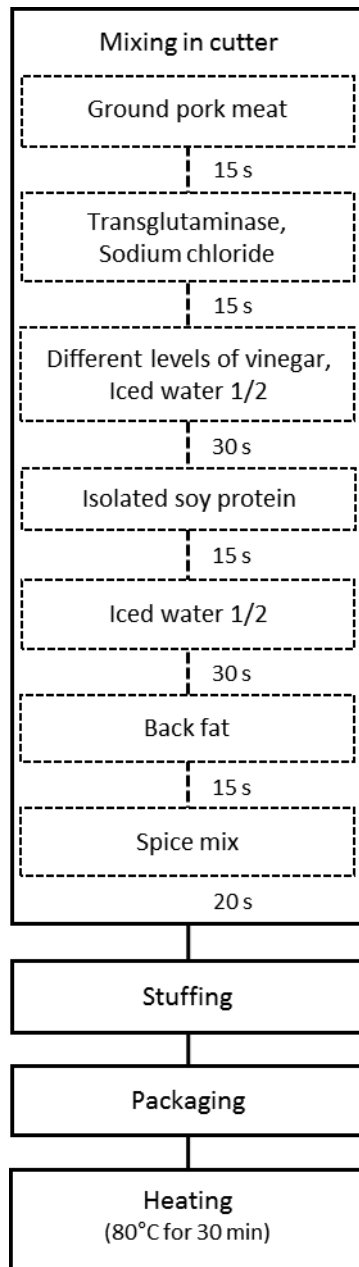 Mixing in cutter
Ground pork meat
15 s
Transglutaminase,
Sodium chloride
15 s
Different levels of vinegar,
Iced water 1/2
30 s
Isolated soy protein
15 s
Iced water 1/2
30 s
Back fat
15 s
Spice mix
20 s
Stuffing
Packaging
Heating
(80°C for 30 min)